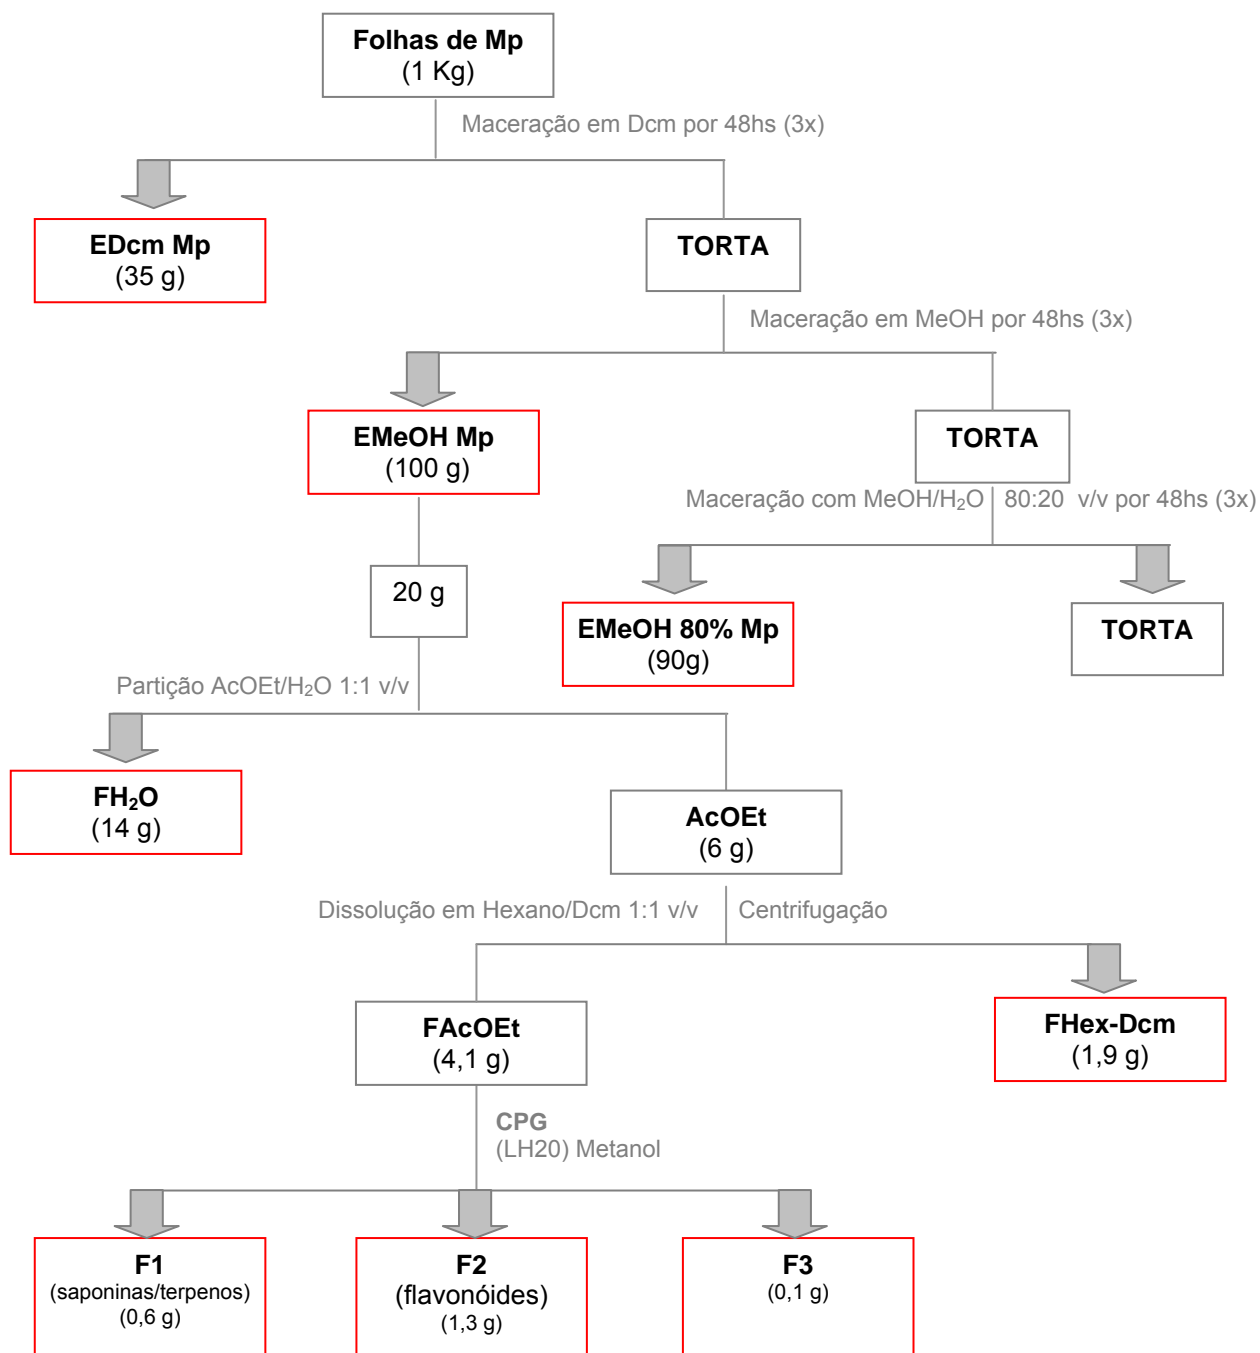 Folhas de Mp
(1 Kg)
Maceração em Dcm por 48hs (3x)
EDcm Mp
(35 g)
TORTA
Maceração em MeOH por 48hs (3x)
EMeOH Mp
(100 g)
TORTA
Maceração com MeOH/H₂O 80:20 v/v por 48hs (3x)
20 g
EMeOH 80% Mp
(90g)
TORTA
Partição AcOEt/H₂O 1:1 v/v
FH₂O
(14 g)
AcOEt
(6 g)
Dissolução em Hexano/Dcm 1:1 v/v
Centrifugação
FAcOEt
(4,1 g)
FHex-Dcm
(1,9 g)
CPG
(LH20) Metanol
F1
(saponinas/terpenos)
(0,6 g)
F2
(flavonóides)
(1,3 g)
F3
(0,1 g)